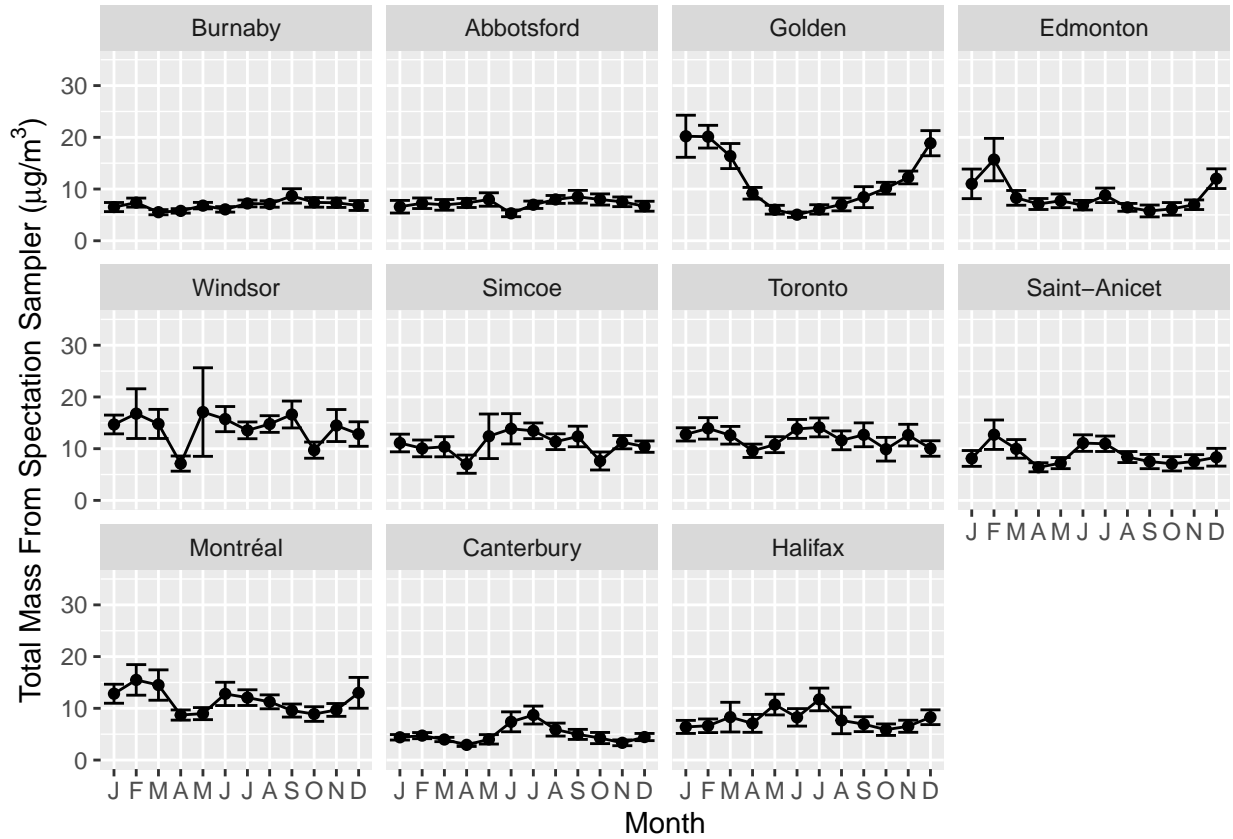 Total Mass From Spectation Sampler (µg/m³)
Burnaby
Abbotsford
Golden
Edmonton
30
20
10
0
Windsor
Simcoe
Toronto
Saint−Anicet
30
20
10
0
J F M A M J J A S O N D
Montréal
Canterbury
Halifax
30
20
10
0
J F M A M J J A S O N D
J F M A M J J A S O N D
J F M A M J J A S O N D
Month